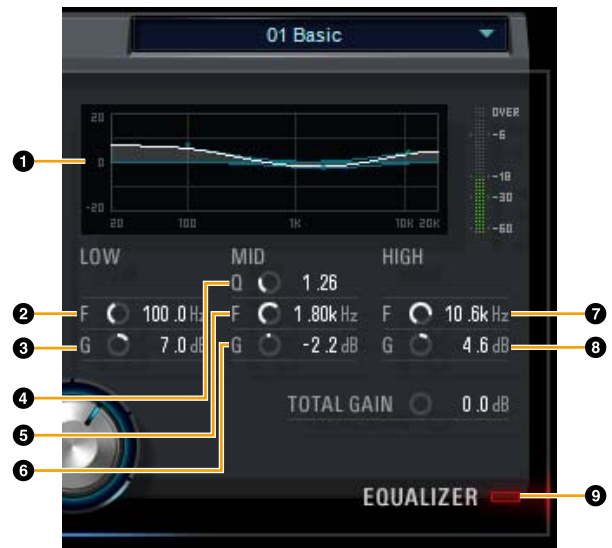 01 Basic
20
0
-20
20 100 1K 10K 20K
OVER
-6
-18
-30
-60
1
LOW MID HIGH
Q 1.26
2 F 100.0 Hz F 1.80k Hz F 10.6k Hz 7
3 G 7.0 dB G -2.2 dB G 4.6 dB 8
4
5
6
TOTAL GAIN 0.0 dB
EQUALIZER 9